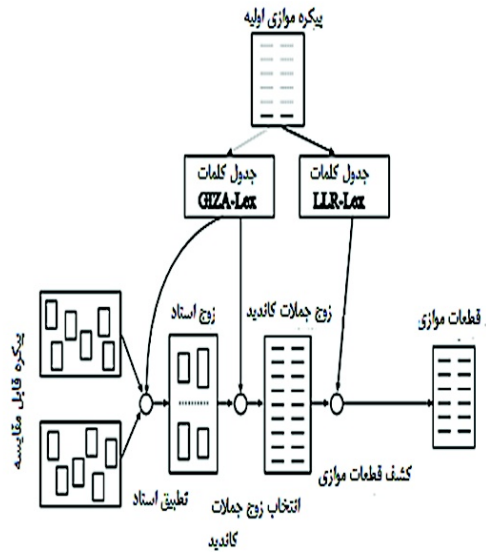 پیکره موازی اولیه
جدول کلمات
GIZA-Lex
جدول کلمات
LLR-Lex
زوج اسناد
زوج جملات کاندید
قطعات موازی
پیکره قابل مقایسه
تطبیق اسناد
انتخاب زوج جملات
کاندید
کشف قطعات موازی